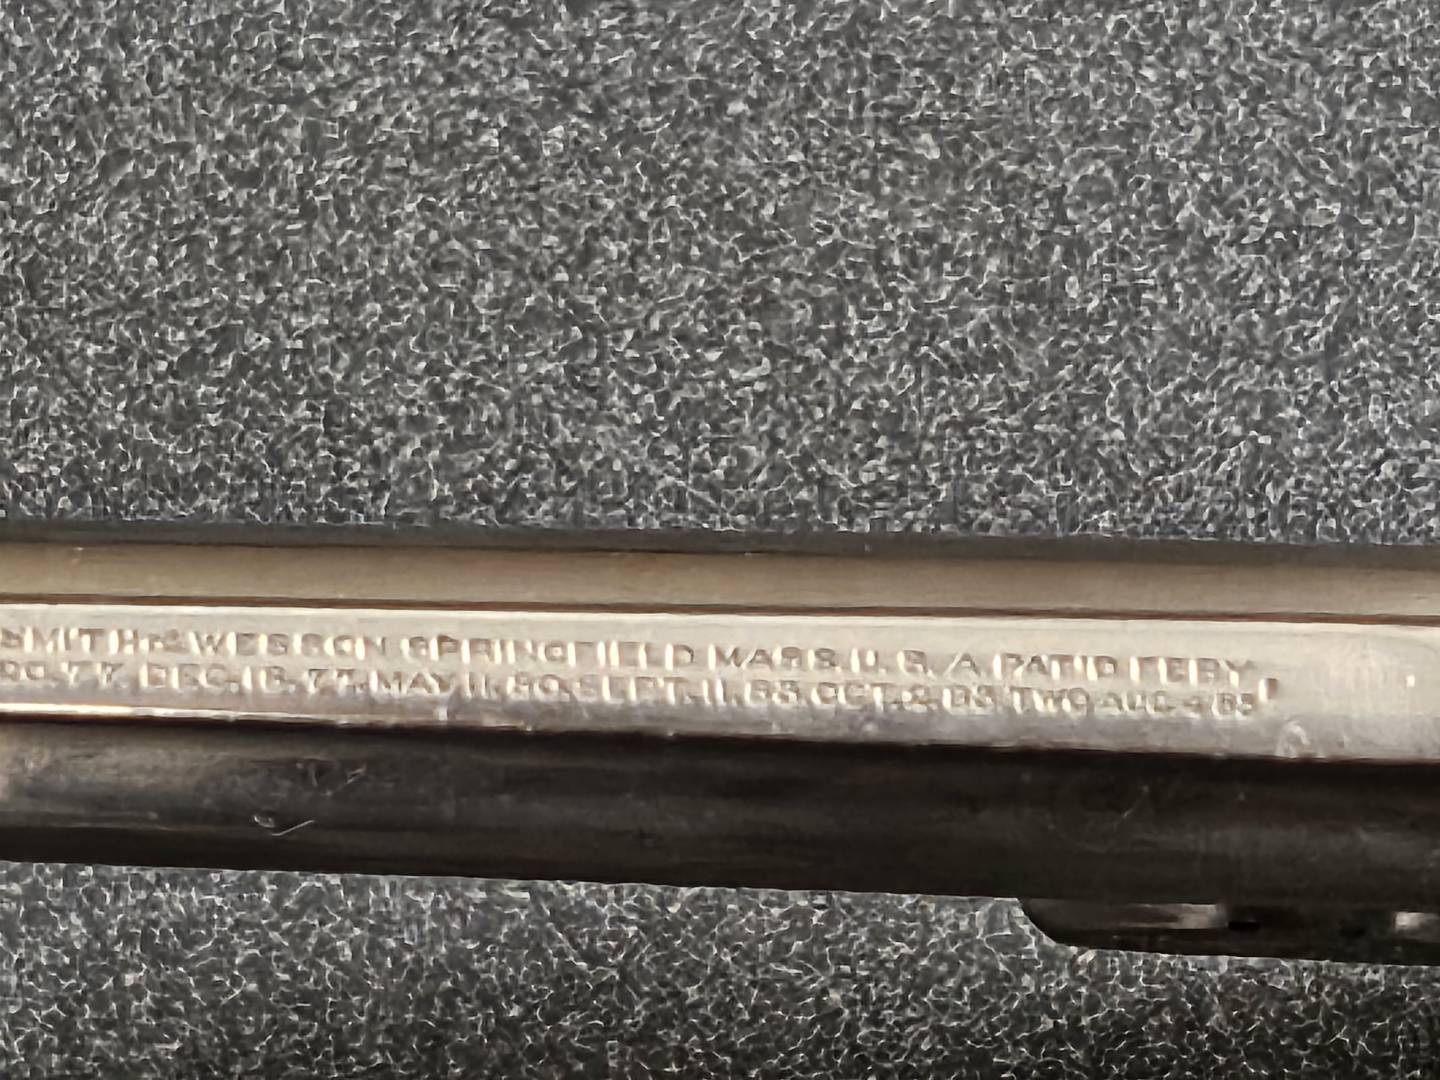 SMITH & WESSON SPRINGFIELD MASS. U. S. A. PAT'D FEBY
20. 77. DEC. 18. 77. MAY 11. 80. SEPT. 11. 83. OCT. 2. 83. TWO AUG. 4. 85